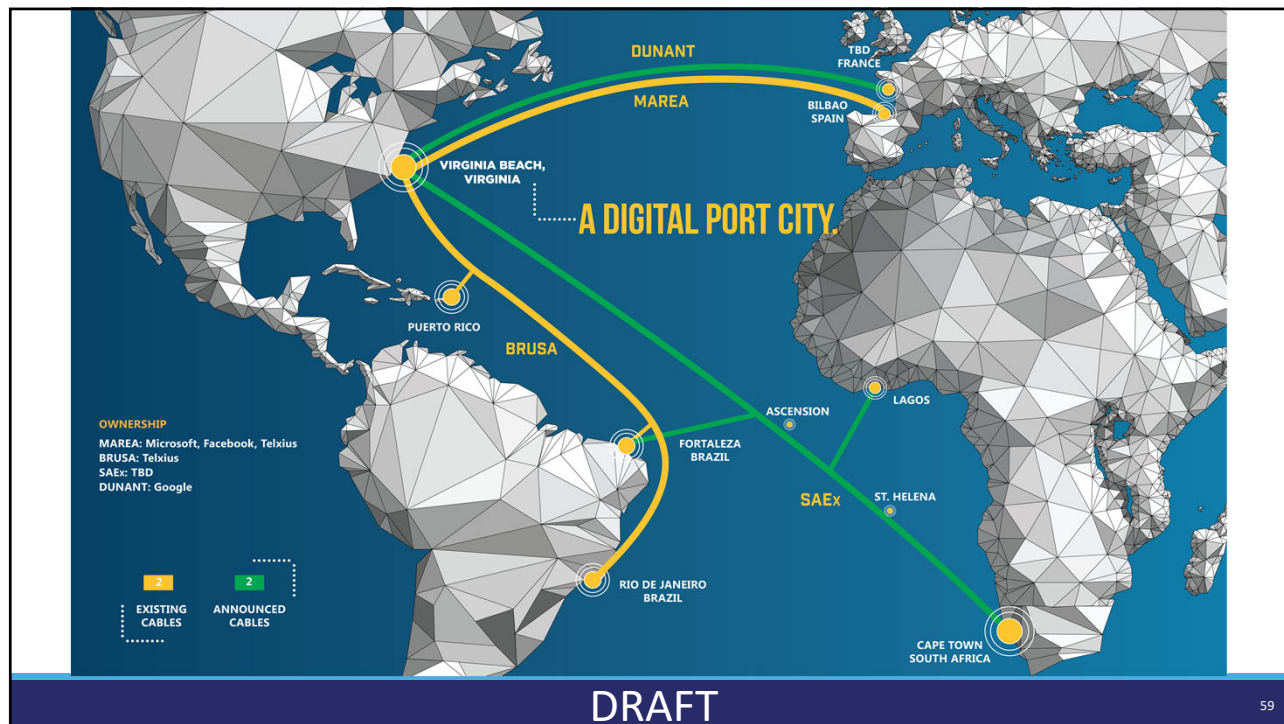 DUNANT
MAREA
TBD
FRANCE
BILBAO
SPAIN
VIRGINIA BEACH,
VIRGINIA
A DIGITAL PORT CITY.
PUERTO RICO
BRUSA
ASCENSION
LAGOS
FORTALEZA
BRAZIL
SAEx
ST. HELENA
OWNERSHIP
MAREA: Microsoft, Facebook, Telxius
BRUSA: Telxius
SAEx: TBD
DUNANT: Google
2
EXISTING
CABLES
2
ANNOUNCED
CABLES
RIO DE JANEIRO
BRAZIL
CAPE TOWN
SOUTH AFRICA
DRAFT
59